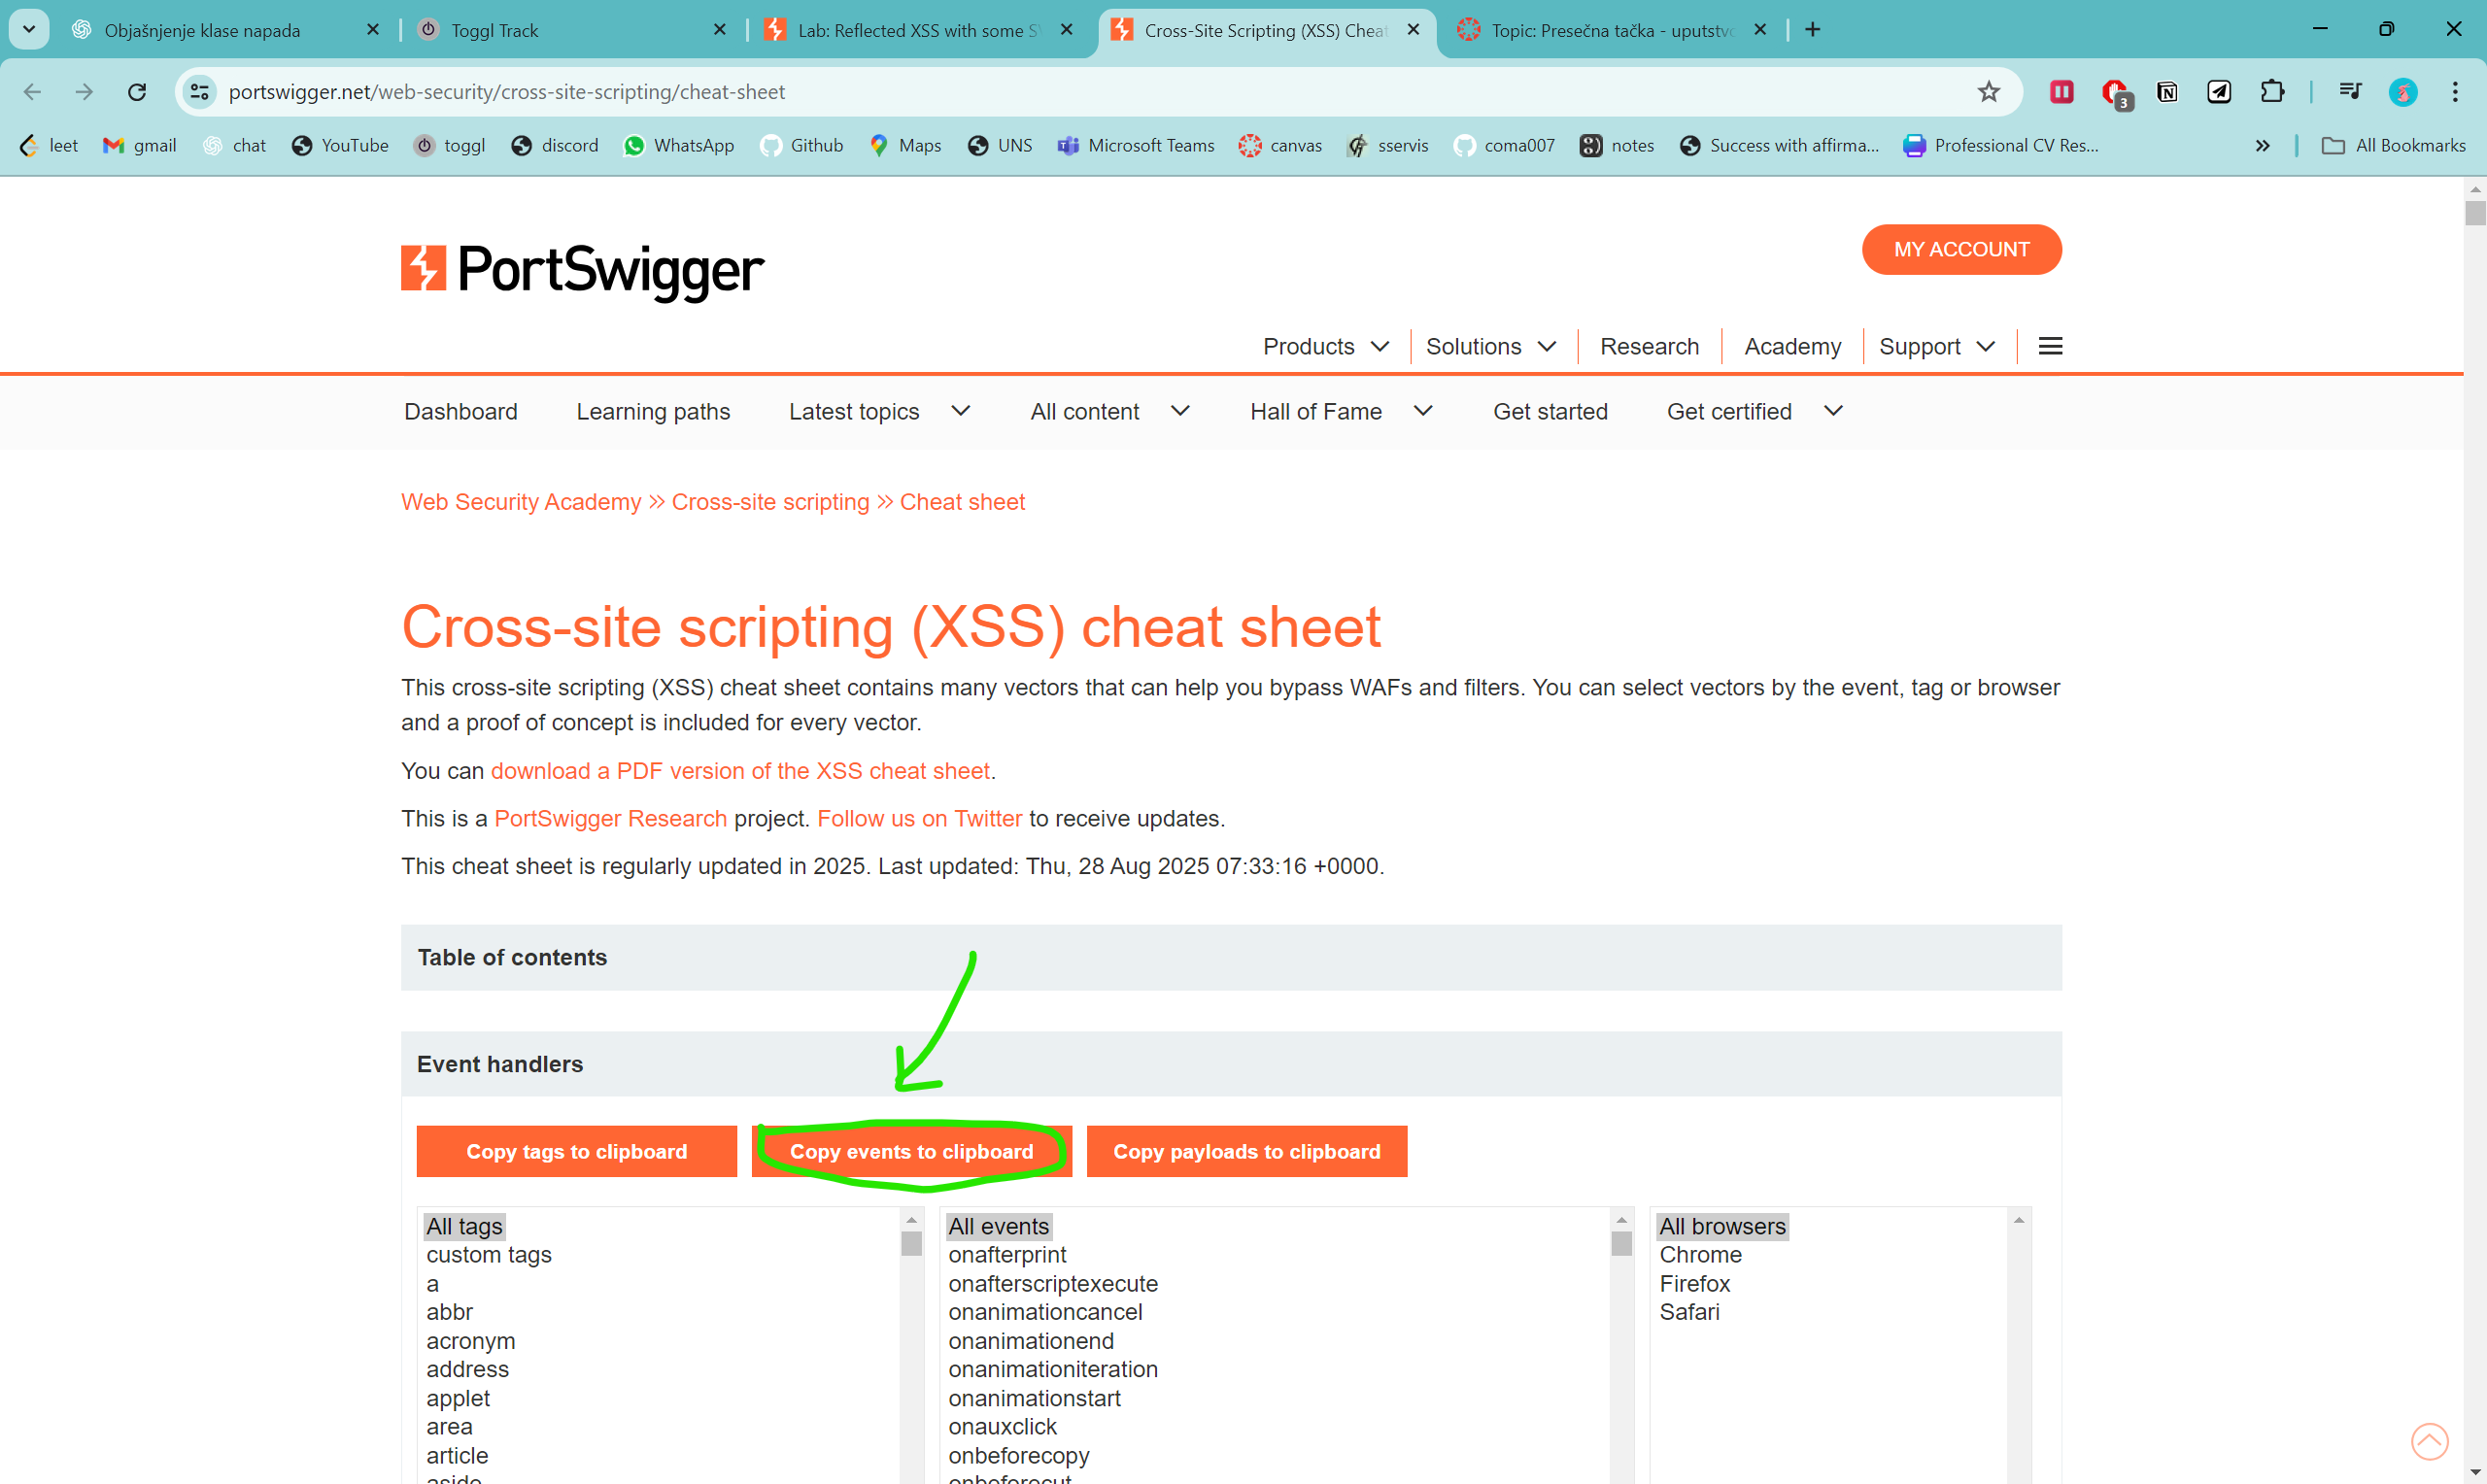 Objašnjenje klase napada
Toggl Track
Lab: Reflected XSS with some
Cross-Site Scripting (XSS) Cheat
Topic: Presečna tačka - uputstvo
portswigger.net/web-security/cross-site-scripting/cheat-sheet
3
leet gmail chat YouTube toggl discord WhatsApp Github Maps UNS Microsoft Teams canvas sservis coma007 notes Success with affirma... Professional CV Res... All Bookmarks
PortSwigger
MY ACCOUNT
Products Solutions Research Academy Support
Dashboard Learning paths Latest topics All content Hall of Fame Get started Get certified
Web Security Academy >> Cross-site scripting >> Cheat sheet
Cross-site scripting (XSS) cheat sheet
This cross-site scripting (XSS) cheat sheet contains many vectors that can help you bypass WAFs and filters. You can select vectors by the event, tag or browser
and a proof of concept is included for every vector.
You can download a PDF version of the XSS cheat sheet.
This is a PortSwigger Research project. Follow us on Twitter to receive updates.
This cheat sheet is regularly updated in 2025. Last updated: Thu, 28 Aug 2025 07:33:16 +0000.
Table of contents
Event handlers
Copy tags to clipboard
Copy events to clipboard
Copy payloads to clipboard
All tags
custom tags
a
abbr
acronym
address
applet
area
article
aside
All events
onafterprint
onafterscriptexecute
onanimationcancel
onanimationend
onanimationiteration
onanimationstart
onauxclick
onbeforecopy
onbeforecut
All browsers
Chrome
Firefox
Safari